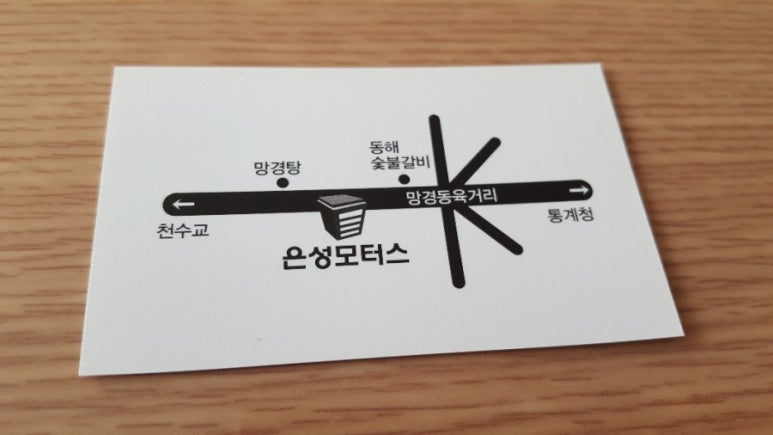 동해
숯불갈비
망경탕
망경동육거리
천수교
통계청
은성모터스